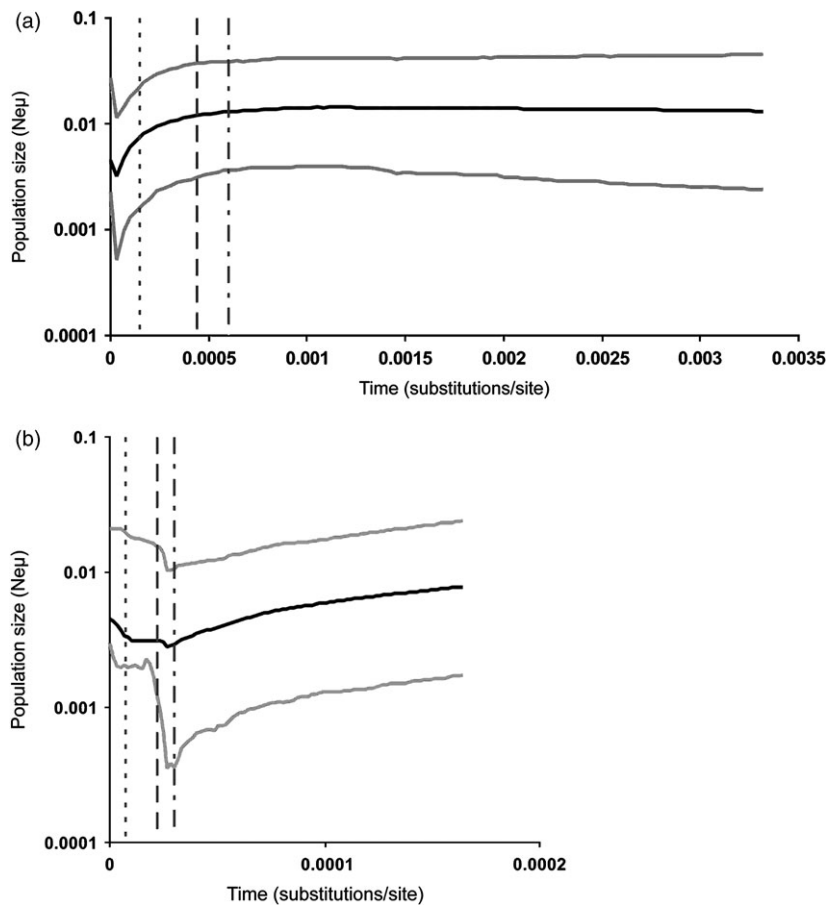 (a)
0.1
0.01
0.001
0.0001
Population size (Neμ)
0 0.0005 0.001 0.0015 0.002 0.0025 0.003 0.0035
Time (substitutions/site)
(b)
0.1
0.01
0.001
0.0001
Population size (Neμ)
0 0.0001 0.0002
Time (substitutions/site)